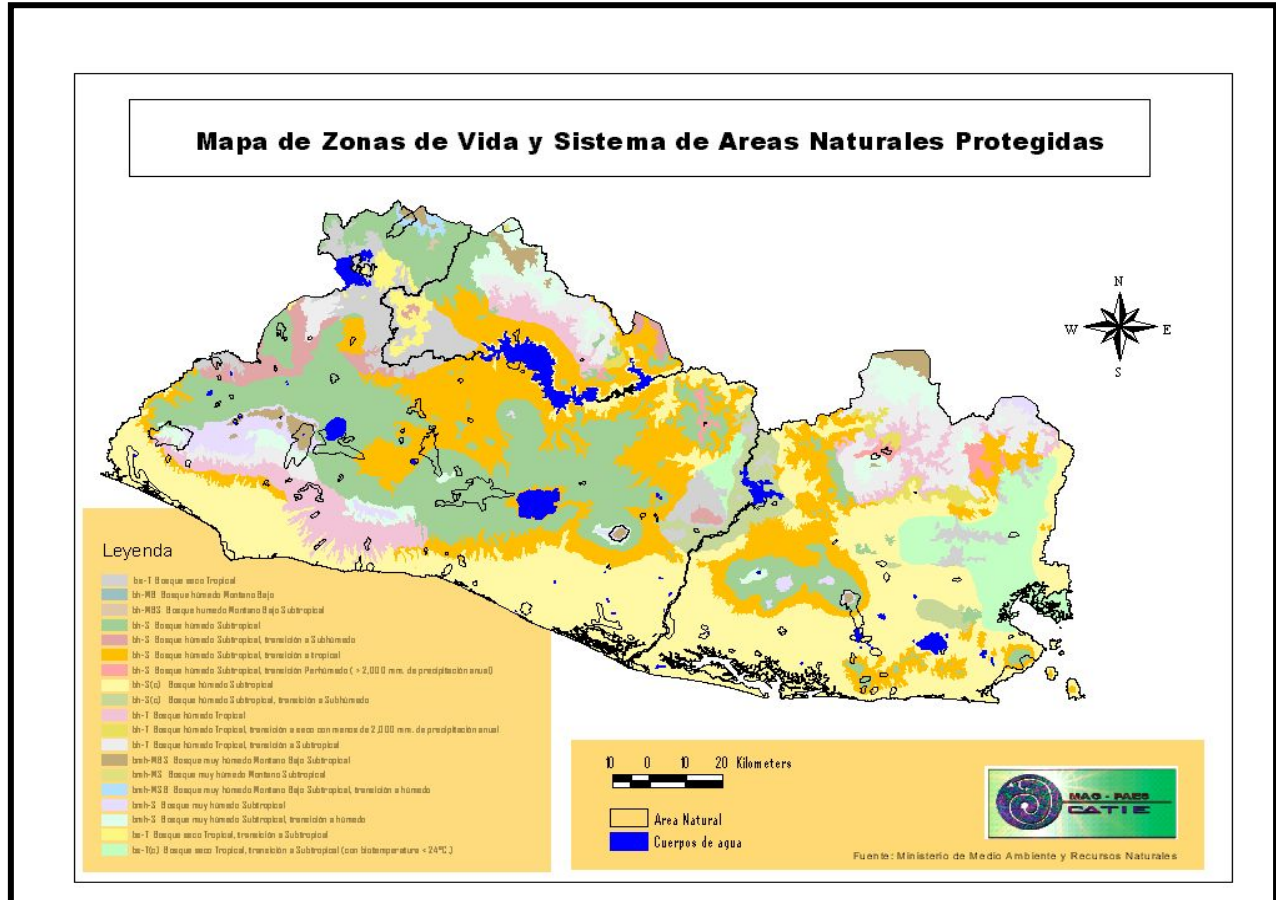 Mapa de Zonas de Vida y Sistema de Areas Naturales Protegidas
N
W E
S
Leyenda
bs-T Bosque seco Tropical
bh-MB Bosque húmedo Montano Bajo
bh-MBS Bosque humedo Montano Bajo Subtropical
bh-S Bosque húmedo Subtropical
bh-S Bosque húmedo Subtropical, transición a Subhúmedo
bh-S Bosque húmedo Subtropical, transición a tropical
bh-S Bosque húmedo Subtropical, transición Perhúmedo ( > 2,000 mm. de precipitación anual)
bh-S(c) Bosque húmedo Subtropical
bh-S(c) Bosque húmedo Subtropical, transición a Subhúmedo
bh-T Bosque húmedo Tropical
bh-T Bosque húmedo Tropical, transición a seco con menos de 2,000 mm. de precipitación anual
bh-T Bosque húmedo Tropical, transición a Subtropical
bmh-MBS Bosque muy húmedo Montano Bajo Subtropical
bmh-MS Bosque muy húmedo Montano Subtropical
bmh-MSB Bosque muy húmedo Montano Bajo Subtropical, transición a húmedo
bmh-S Bosque muy húmedo Subtropical
bmh-S Bosque muy húmedo Subtropical, transición a húmedo
bs-T Bosque seco Tropical, transición a Subtropical
bs-T(c) Bosque seco Tropical, transición a Subtropical (con biotemperature < 24ºC.)
10 0 10 20 Kilometers
Area Natural
Cuerpos de agua
MAG - PAES
CATIE
Fuente: Ministerio de Medio Ambiente y Recursos Naturales